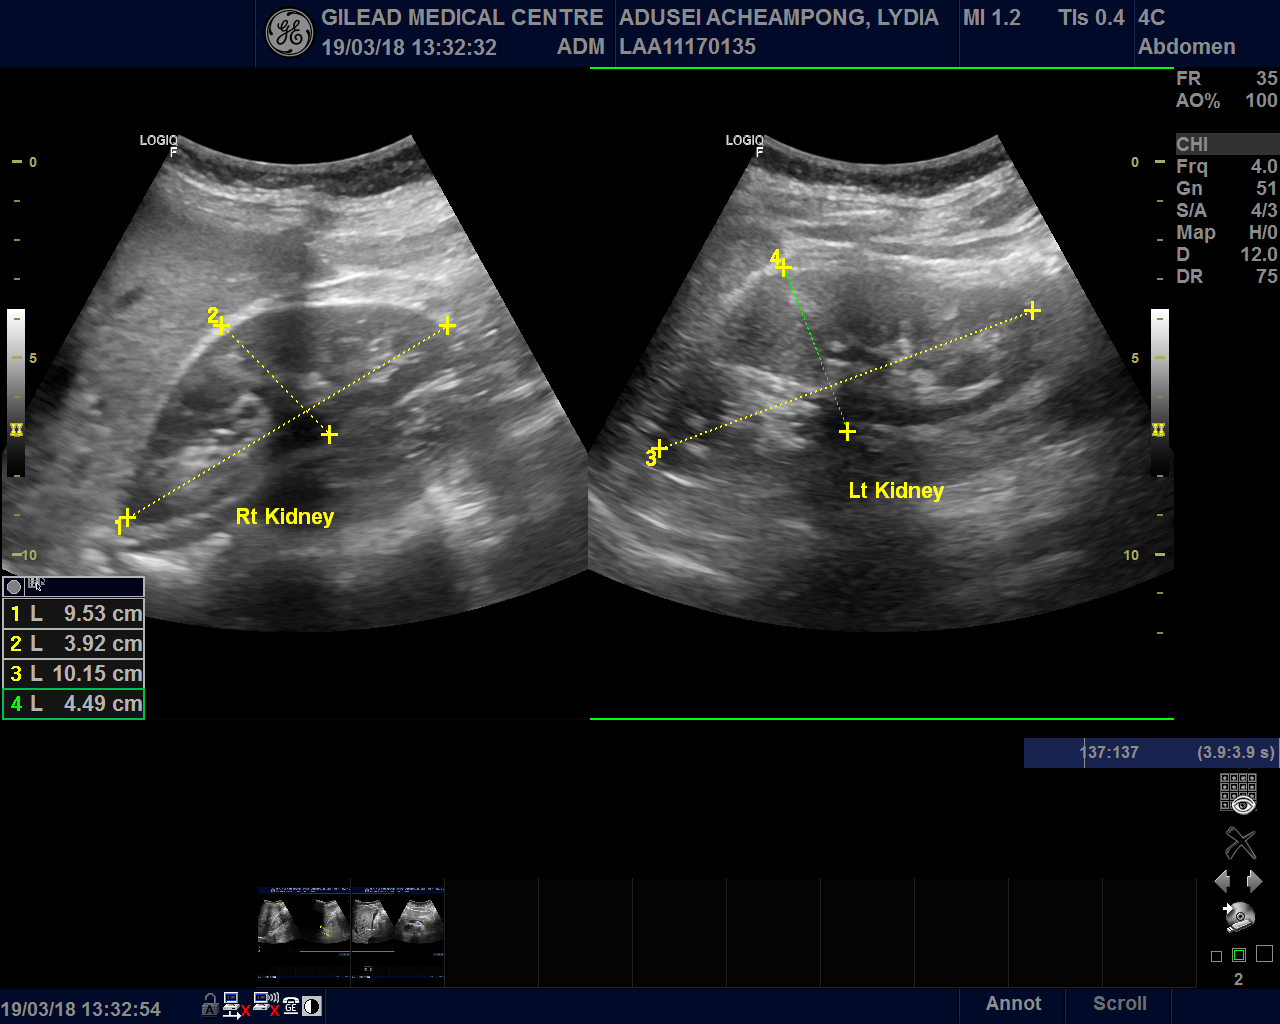 GILEAD MEDICAL CENTRE
19/03/18 13:32:32 ADM
ADUSEI ACHEAMPONG, LYDIA
LAA11170135
MI 1.2 TIs 0.4
4C
Abdomen
FR 35
AO% 100
CHI
Frq 4.0
Gn 51
S/A 4/3
Map H/0
D 12.0
DR 75
LOGIQ
F
0
5
10
2
1
Rt Kidney
LOGIQ
F
0
5
10
4
3
Lt Kidney
1 L 9.53 cm
2 L 3.92 cm
3 L 10.15 cm
4 L 4.49 cm
137:137 (3.9:3.9 s)
2
19/03/18 13:32:54
A
GE
Annot
Scroll